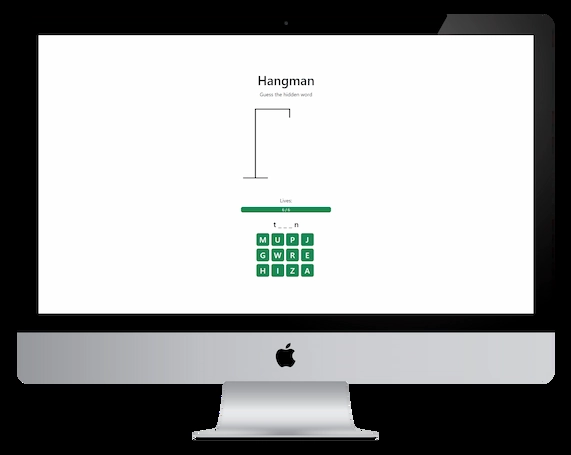 Hangman
Guess the hidden word
Lives
6 / 6
t _ _ _ n
M U P J
G W R E
H I Z A